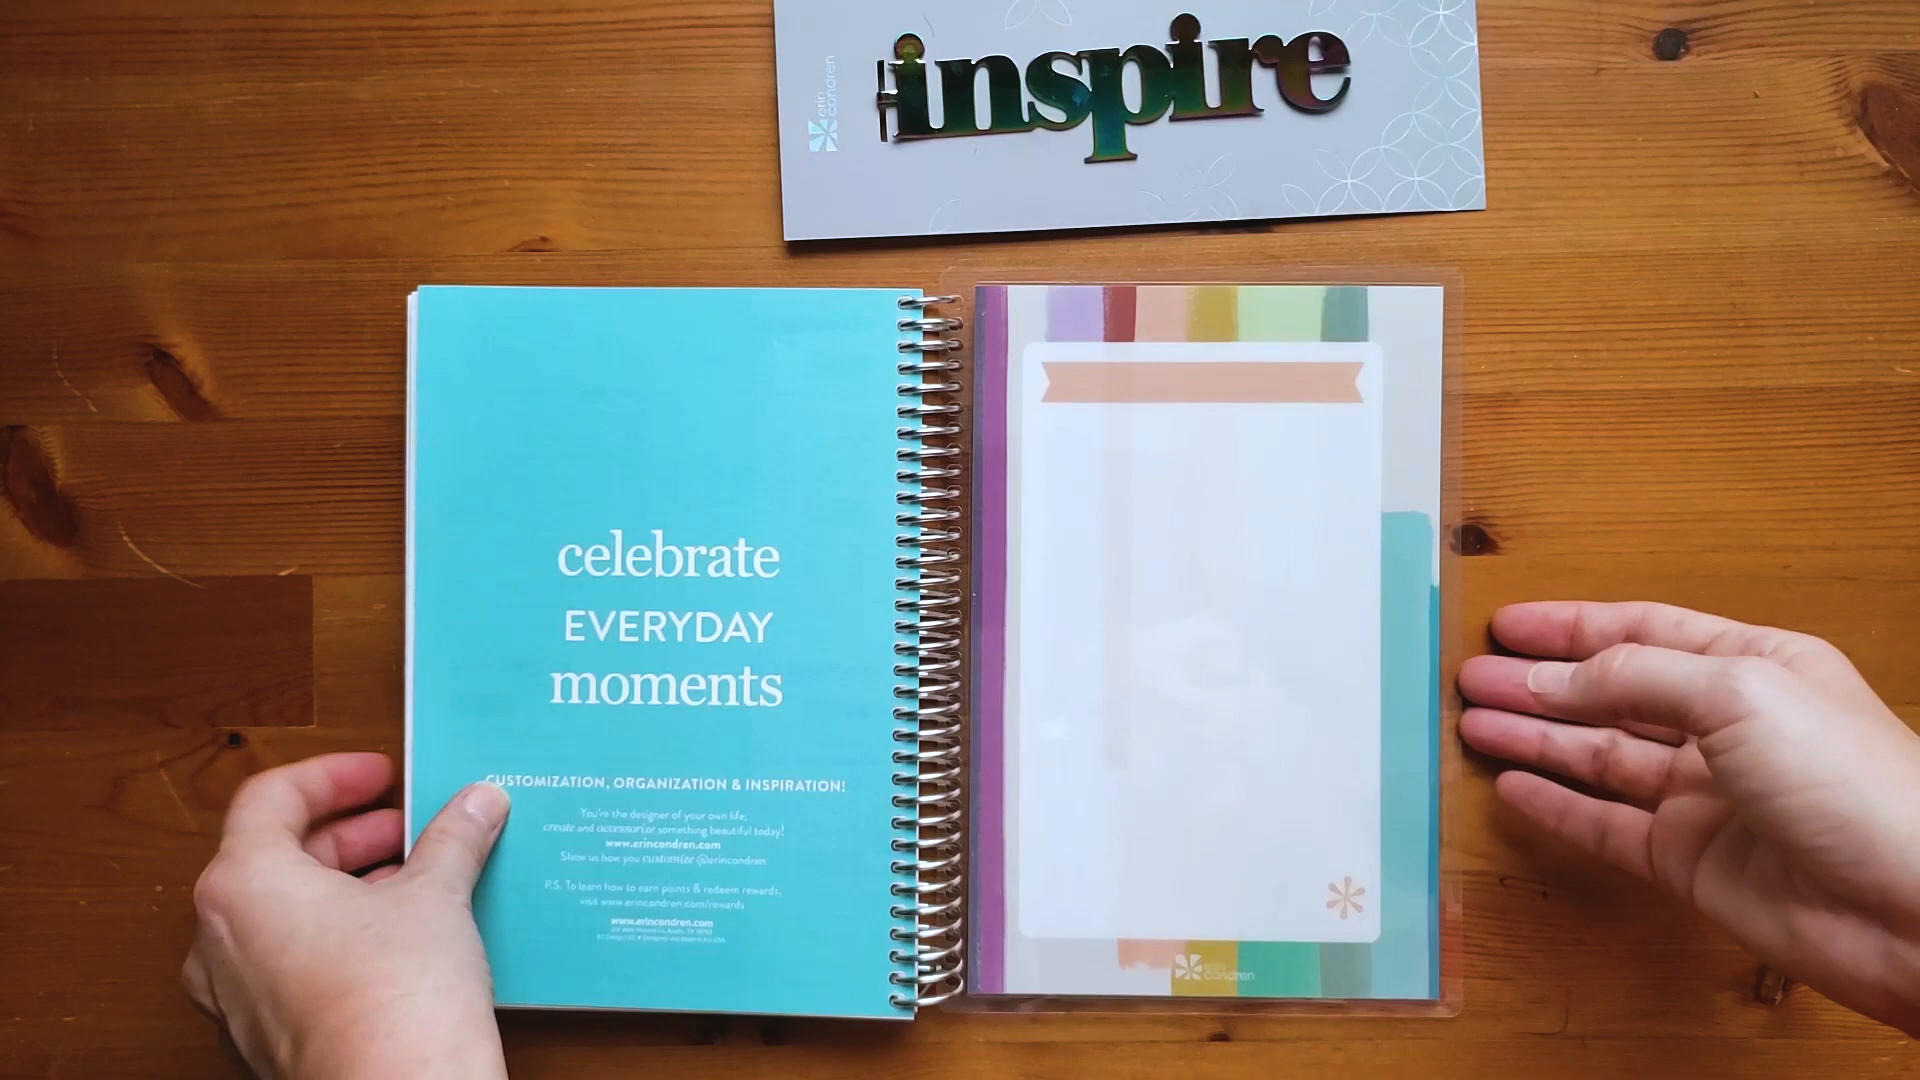 erin
condren
inspire
celebrate
EVERYDAY
moments
CUSTOMIZATION, ORGANIZATION & INSPIRATION!
You're the designer of your own life;
create and accessorize something beautiful today!
www.erincondren.com
Show us how you customize @erincondren
P.S. To learn how to earn points & redeem rewards,
visit www.erincondren.com/rewards
www.erincondren.com
erin
condren